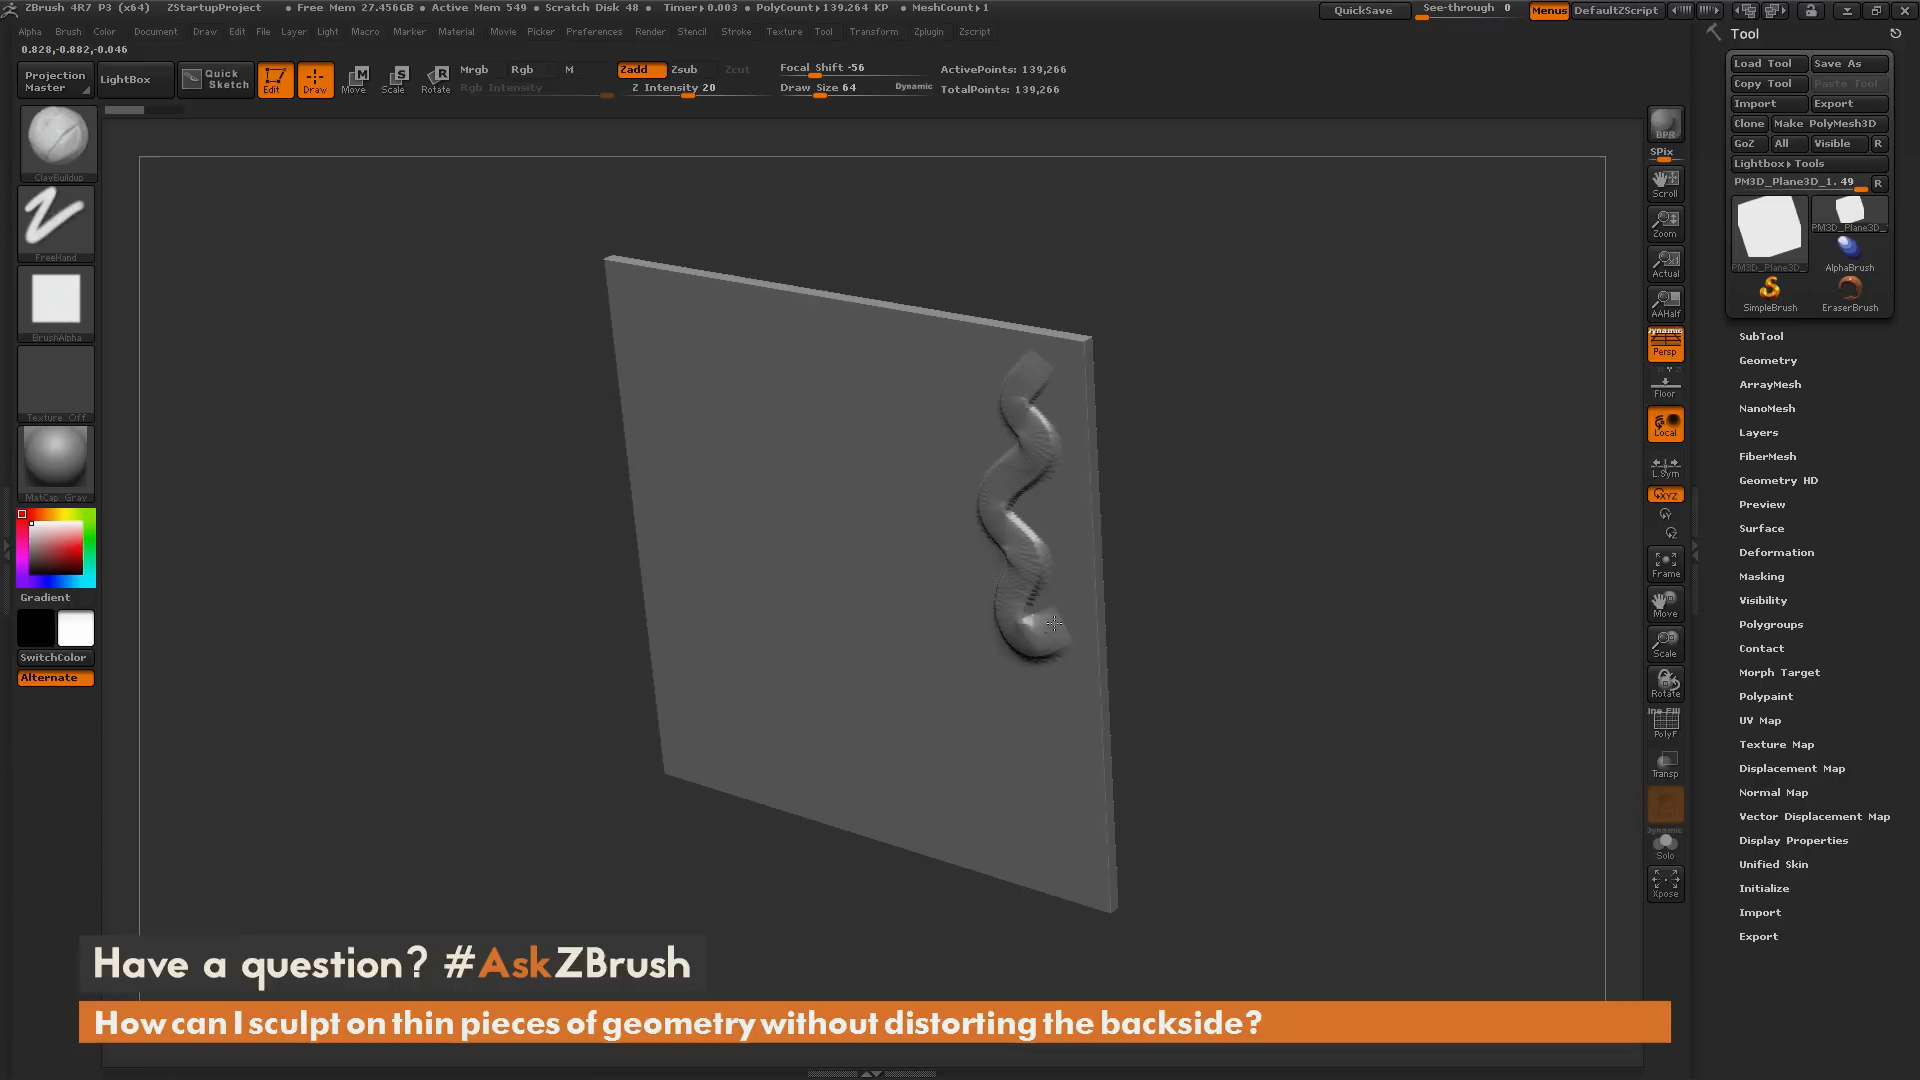 ZBrush 4R7 P3 (x64) ZStartupProject • Free Mem 27.456GB • Active Mem 549 • Scratch Disk 48 • Timer▸0.003 • PolyCount▸139.264 KP • MeshCount▸1 QuickSave See-through 0 Menus DefaultZScript
Alpha Brush Color Document Draw Edit File Layer Light Macro Marker Material Movie Picker Preferences Render Stencil Stroke Texture Tool Transform Zplugin Zscript
0.828,-0.882,-0.046
Projection Master
LightBox
Quick Sketch
Edit
Draw
Move
Scale
Rotate
Mrgb Rgb M
Rgb Intensity
Zadd Zsub Zcut
Z Intensity 20
Focal Shift -56
Draw Size 64 Dynamic
ActivePoints: 139,266
TotalPoints: 139,266
ClayBuildup
FreeHand
BrushAlpha
Texture Off
MatCap Gray
Gradient
SwitchColor
Alternate
BPR
SPix
Scroll
Zoom
Actual
AAHalf
Dynamic
Persp
Floor
Local
L.Sym
XYZ
Frame
Move
Scale
Rotate
Line Fill
PolyF
Transp
Dynamic
Solo
Xpose
Tool
Load Tool Save As
Copy Tool Paste Tool
Import Export
Clone Make PolyMesh3D
GoZ All Visible R
Lightbox▸Tools
PM3D_Plane3D_1. 49 R
PM3D_Plane3D_
PM3D_Plane3D_
AlphaBrush
SimpleBrush
EraserBrush
SubTool
Geometry
ArrayMesh
NanoMesh
Layers
FiberMesh
Geometry HD
Preview
Surface
Deformation
Masking
Visibility
Polygroups
Contact
Morph Target
Polypaint
UV Map
Texture Map
Displacement Map
Normal Map
Vector Displacement Map
Display Properties
Unified Skin
Initialize
Import
Export
Have a question? #AskZBrush
How can I sculpt on thin pieces of geometry without distorting the backside?